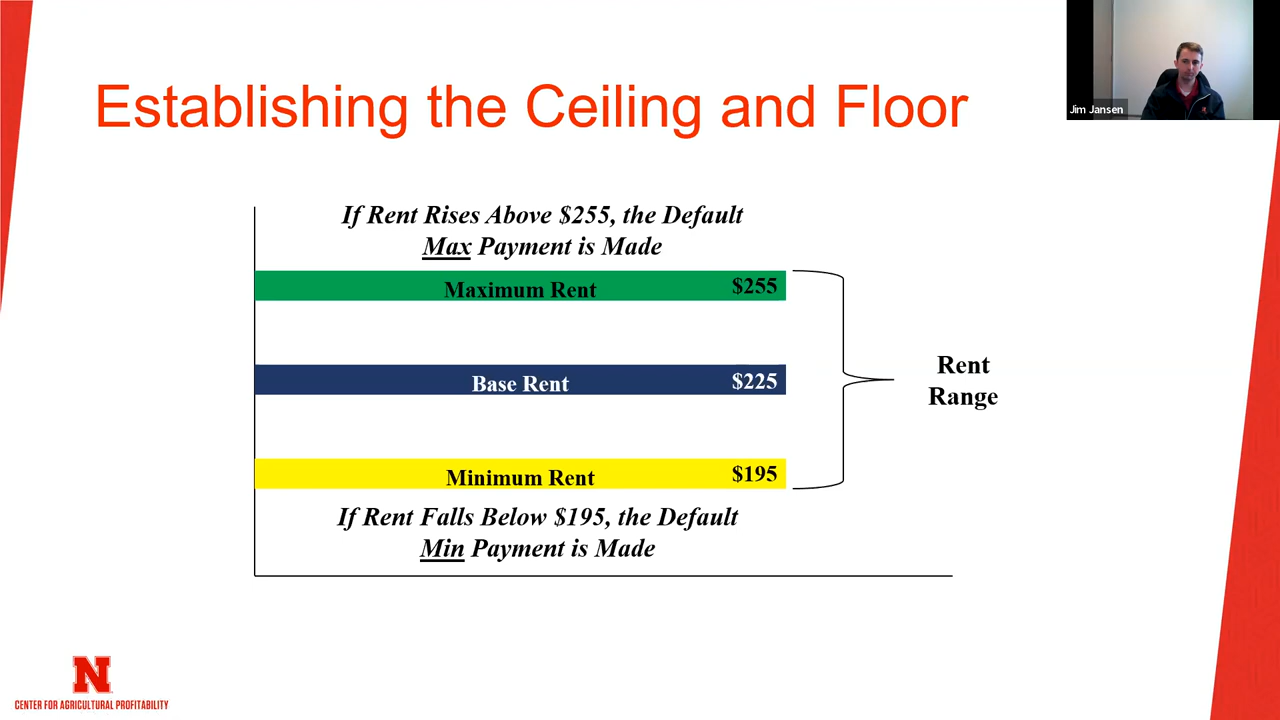 Jim Jansen
Establishing the Ceiling and Floor
If Rent Rises Above $255, the Default
Max Payment is Made
Maximum Rent $255
Base Rent $225
Rent
Range
Minimum Rent $195
If Rent Falls Below $195, the Default
Min Payment is Made
N
CENTER FOR AGRICULTURAL PROFITABILITY